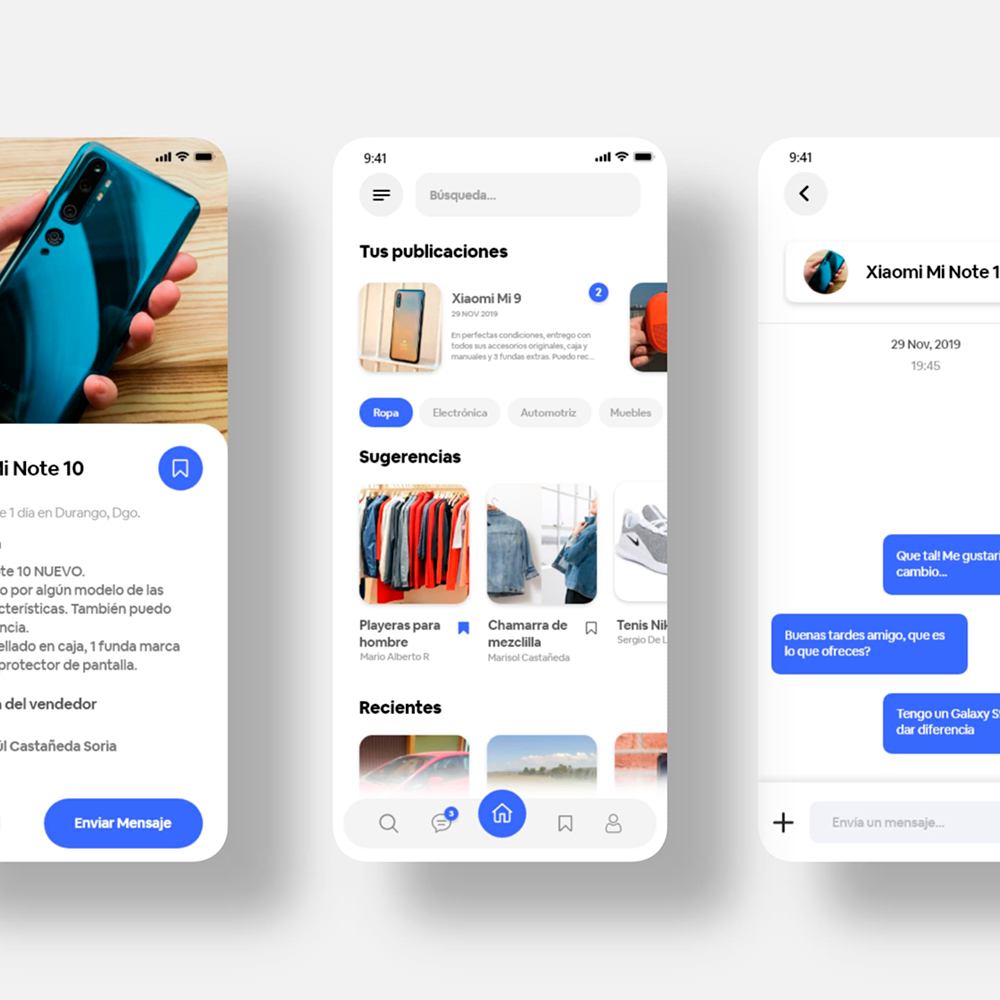 Mi Note 10
e 1 día en Durango, Dgo.
te 10 NUEVO.
o por algún modelo de las
cterísticas. También puedo
ncia.
ellado en caja, 1 funda marca
protector de pantalla.
del vendedor
Castañeda Soria
Enviar Mensaje
9:41
Búsqueda...
Tus publicaciones
Xiaomi Mi 9
2
29 NOV 2019
En perfectas condiciones, entrego con
todos sus accesorios originales, caja y
manuales y 3 fundas extras. Puedo rec...
Ropa
Electrónica
Automotriz
Muebles
Sugerencias
Playeras para
hombre
Mario Alberto R
Chamarra de
mezclilla
Marisol Castañeda
Tenis Nik
Sergio De L
Recientes
3
9:41
Xiaomi Mi Note 1
29 Nov, 2019
19:45
Que tal! Me gustarí
cambio...
Buenas tardes amigo, que es
lo que ofreces?
Tengo un Galaxy S
dar diferencia
Envía un mensaje...